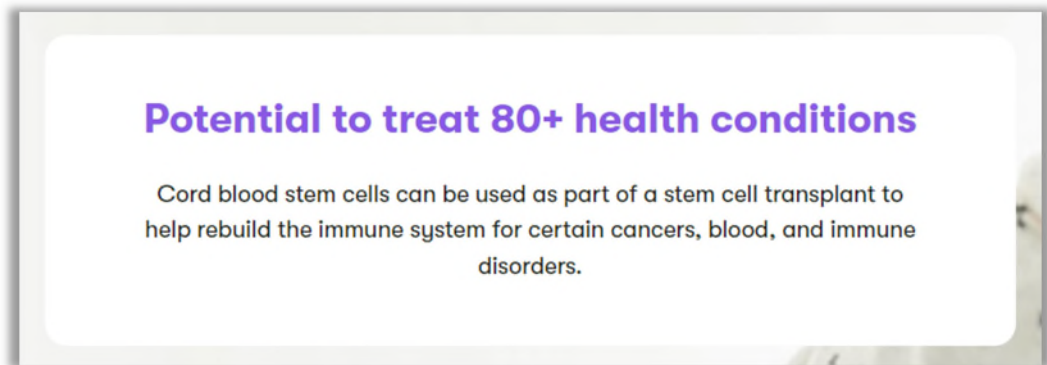 Potential to treat 80+ health conditions
Cord blood stem cells can be used as part of a stem cell transplant to
help rebuild the immune system for certain cancers, blood, and immune
disorders.